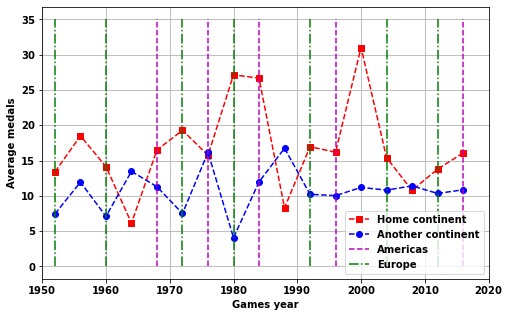 35
30
25
20
15
10
5
0
Average medals
1950 1960 1970 1980 1990 2000 2010 2020
Games year
Home continent
Another continent
Americas
Europe